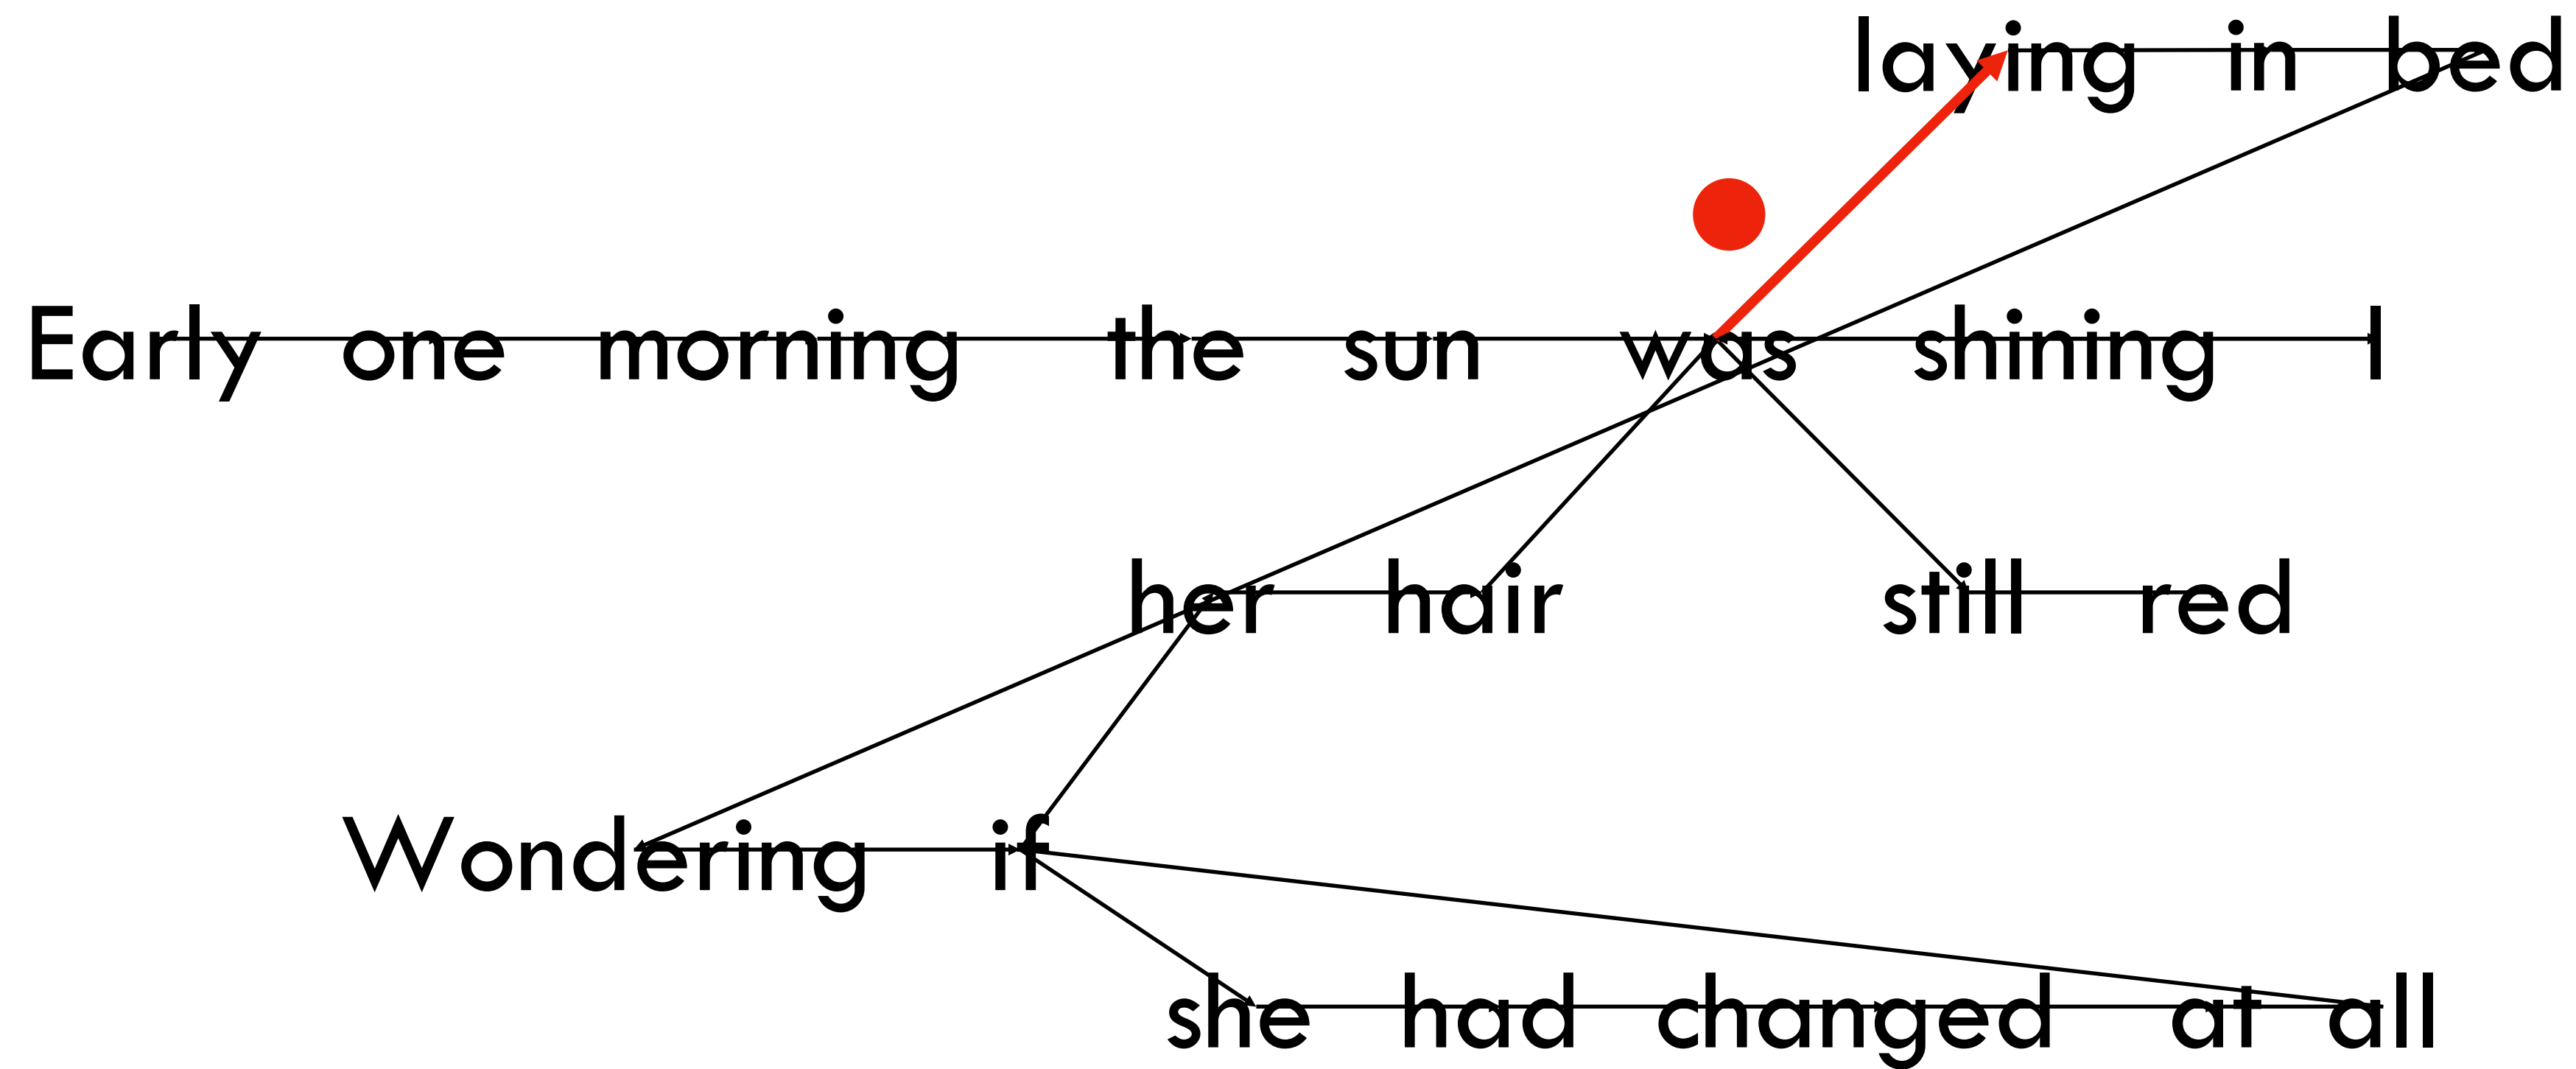 laying in bed
Early one morning the sun was shining I
her hair still red
Wondering if
she had changed at all